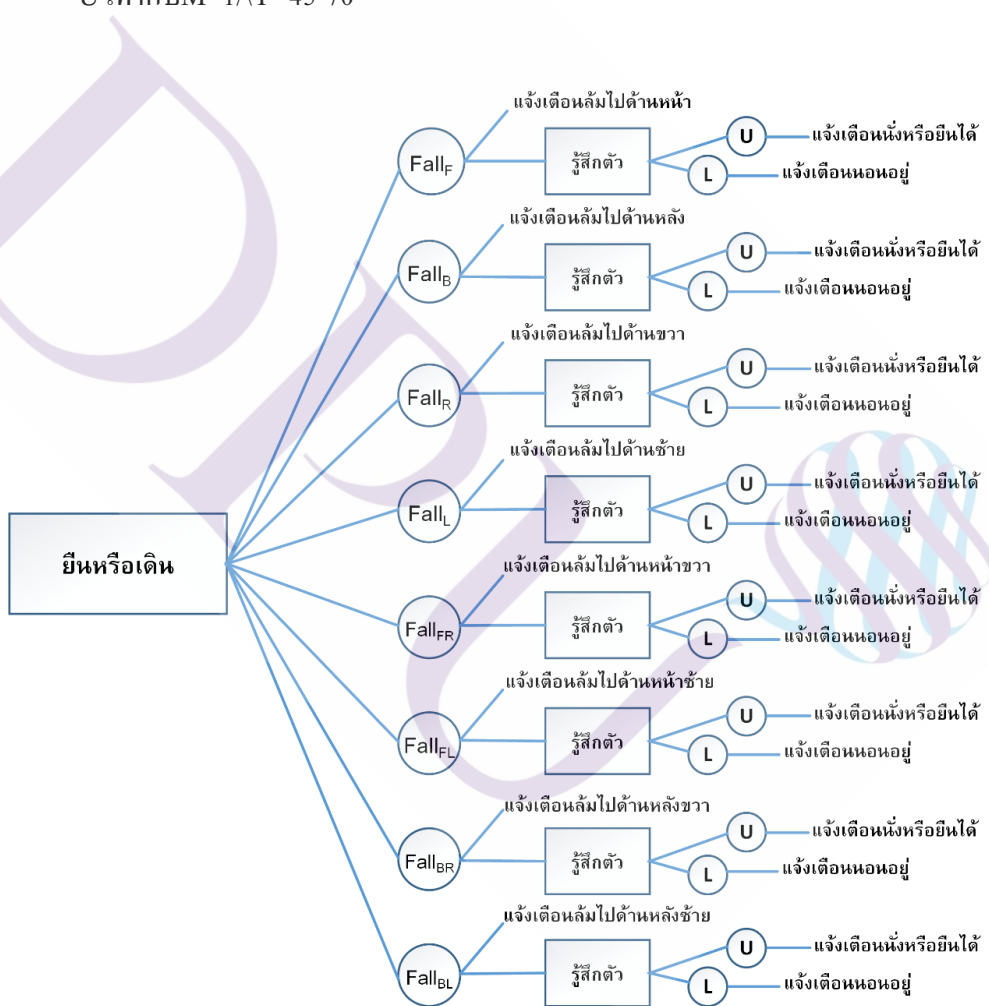 แจ้งเตือนล้มไปด้านหน้า
FallF รู้สึกตัว U แจ้งเตือนนั่งหรือยืนได้
L แจ้งเตือนนอนอยู่
แจ้งเตือนล้มไปด้านหลัง
FallB รู้สึกตัว U แจ้งเตือนนั่งหรือยืนได้
L แจ้งเตือนนอนอยู่
แจ้งเตือนล้มไปด้านขวา
FallR รู้สึกตัว U แจ้งเตือนนั่งหรือยืนได้
L แจ้งเตือนนอนอยู่
แจ้งเตือนล้มไปด้านซ้าย
FallL รู้สึกตัว U แจ้งเตือนนั่งหรือยืนได้
L แจ้งเตือนนอนอยู่
ยืนหรือเดิน
แจ้งเตือนล้มไปด้านหน้าขวา
FallFR รู้สึกตัว U แจ้งเตือนนั่งหรือยืนได้
L แจ้งเตือนนอนอยู่
แจ้งเตือนล้มไปด้านหน้าซ้าย
FallFL รู้สึกตัว U แจ้งเตือนนั่งหรือยืนได้
L แจ้งเตือนนอนอยู่
แจ้งเตือนล้มไปด้านหลังขวา
FallBR รู้สึกตัว U แจ้งเตือนนั่งหรือยืนได้
L แจ้งเตือนนอนอยู่
แจ้งเตือนล้มไปด้านหลังซ้าย
FallBL รู้สึกตัว U แจ้งเตือนนั่งหรือยืนได้
L แจ้งเตือนนอนอยู่
DPU